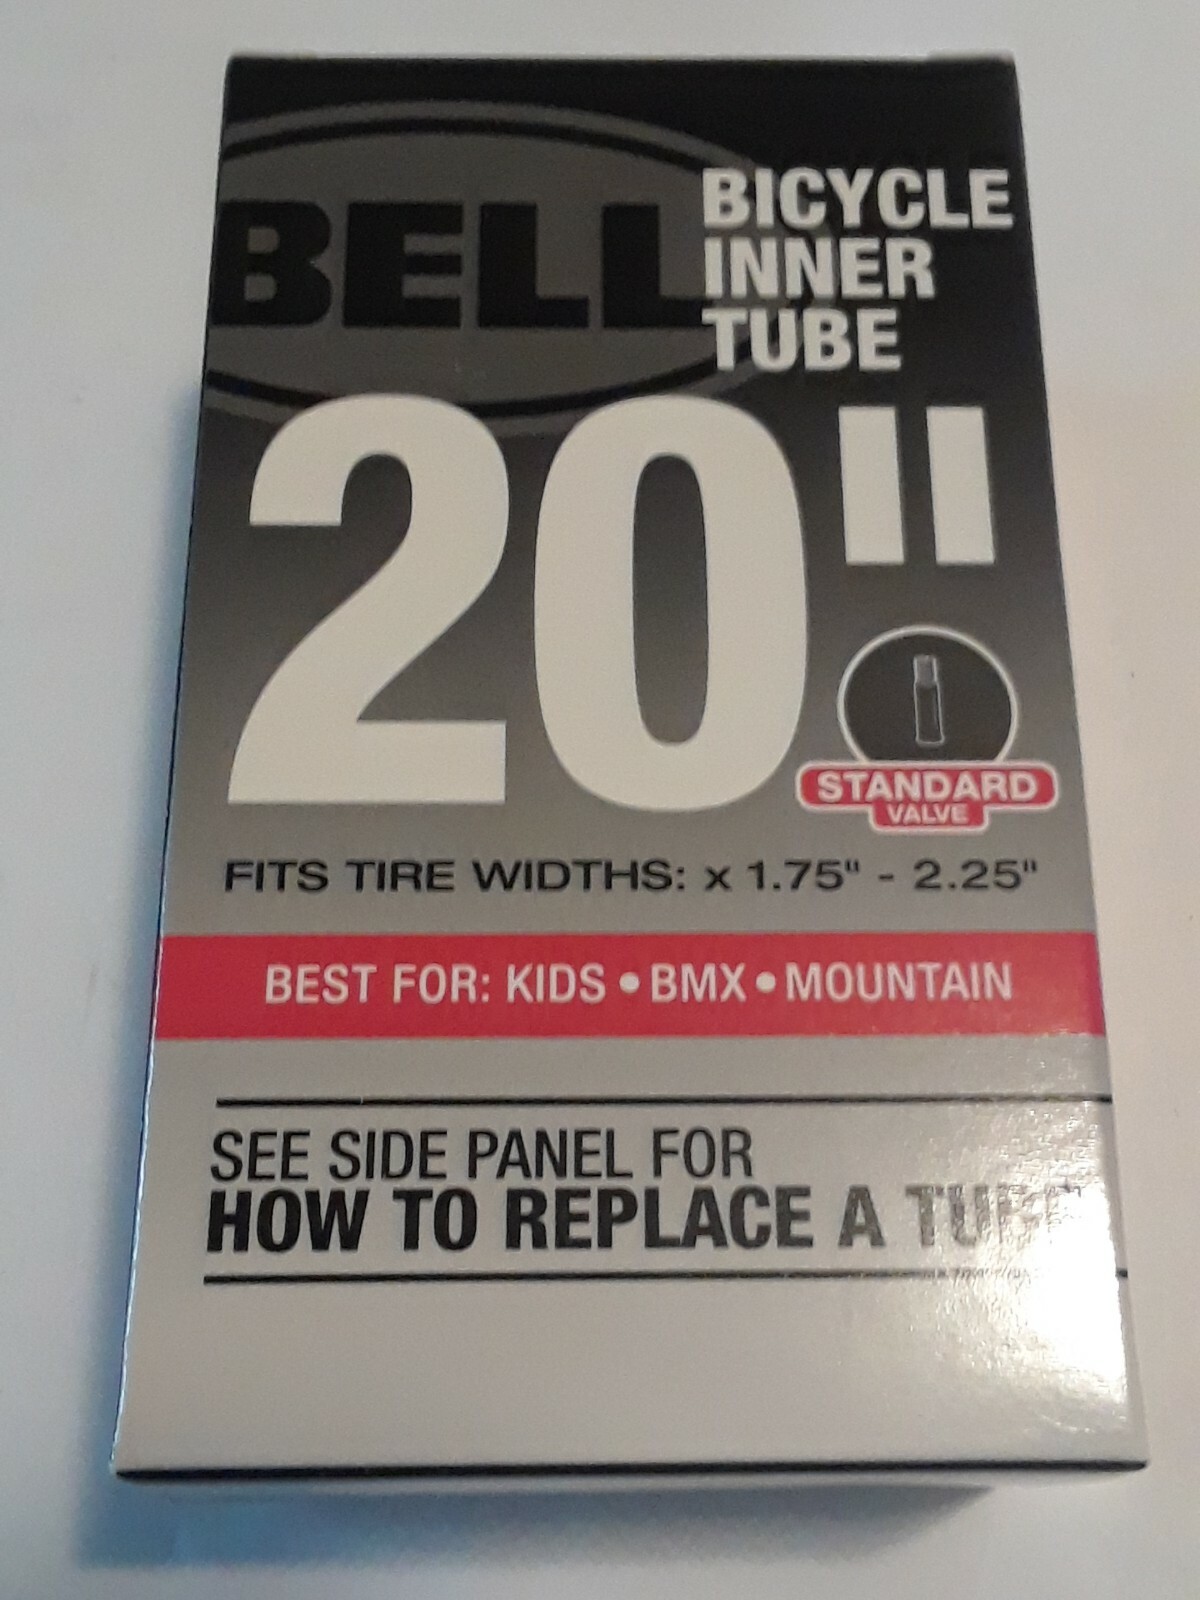 BELL
BICYCLE
INNER
TUBE
20"
STANDARD
VALVE
FITS TIRE WIDTHS: x 1.75" - 2.25"
BEST FOR: KIDS • BMX • MOUNTAIN
SEE SIDE PANEL FOR
HOW TO REPLACE A TUBE